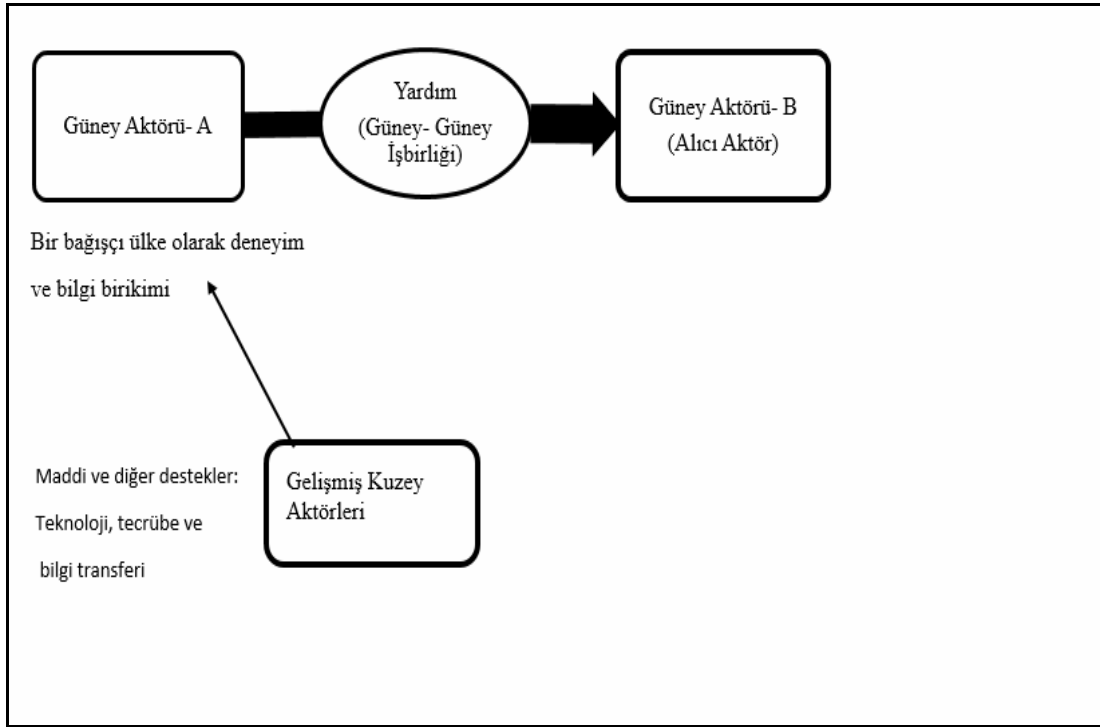 Güney Aktörü- A
Yardım
(Güney- Güney
İşbirliği)
Güney Aktörü- B
(Alıcı Aktör)
Bir bağışçı ülke olarak deneyim
ve bilgi birikimi
Maddi ve diğer destekler:
Teknoloji, tecrübe ve
bilgi transferi
Gelişmiş Kuzey
Aktörleri